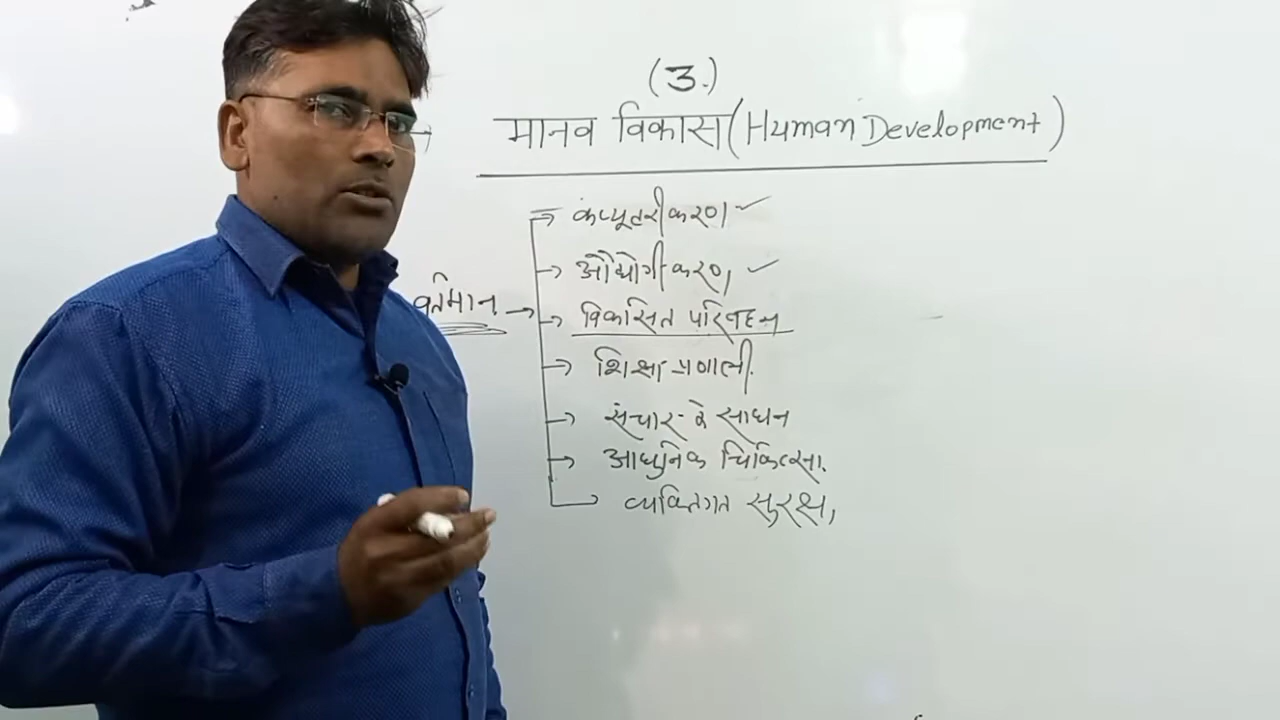 (3.)
मानव विकास (Human Development)
कंप्यूटरीकरण
औद्योगीकरण
वर्तमान
विकसित परिवहन
शिक्षा प्रणाली.
संचार के साधन
आधुनिक चिकित्सा.
व्यक्तिगत सुरक्षा